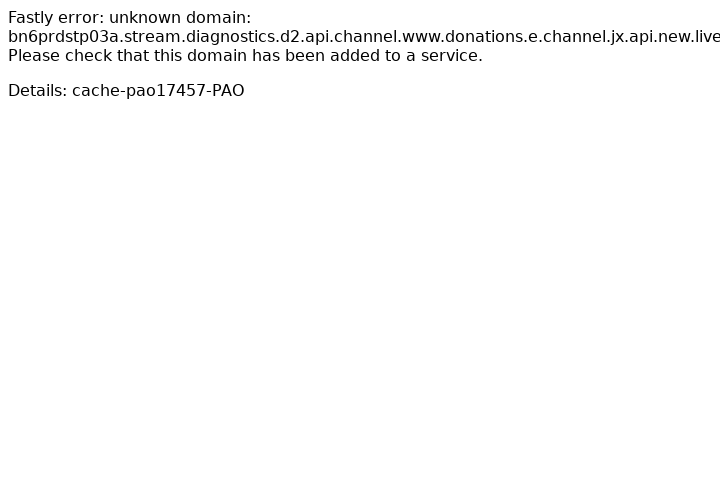 Fastly error: unknown domain:
bn6prdstp03a.stream.diagnostics.d2.api.channel.www.donations.e.channel.jx.api.new.live
Please check that this domain has been added to a service.
Details: cache-pao17457-PAO